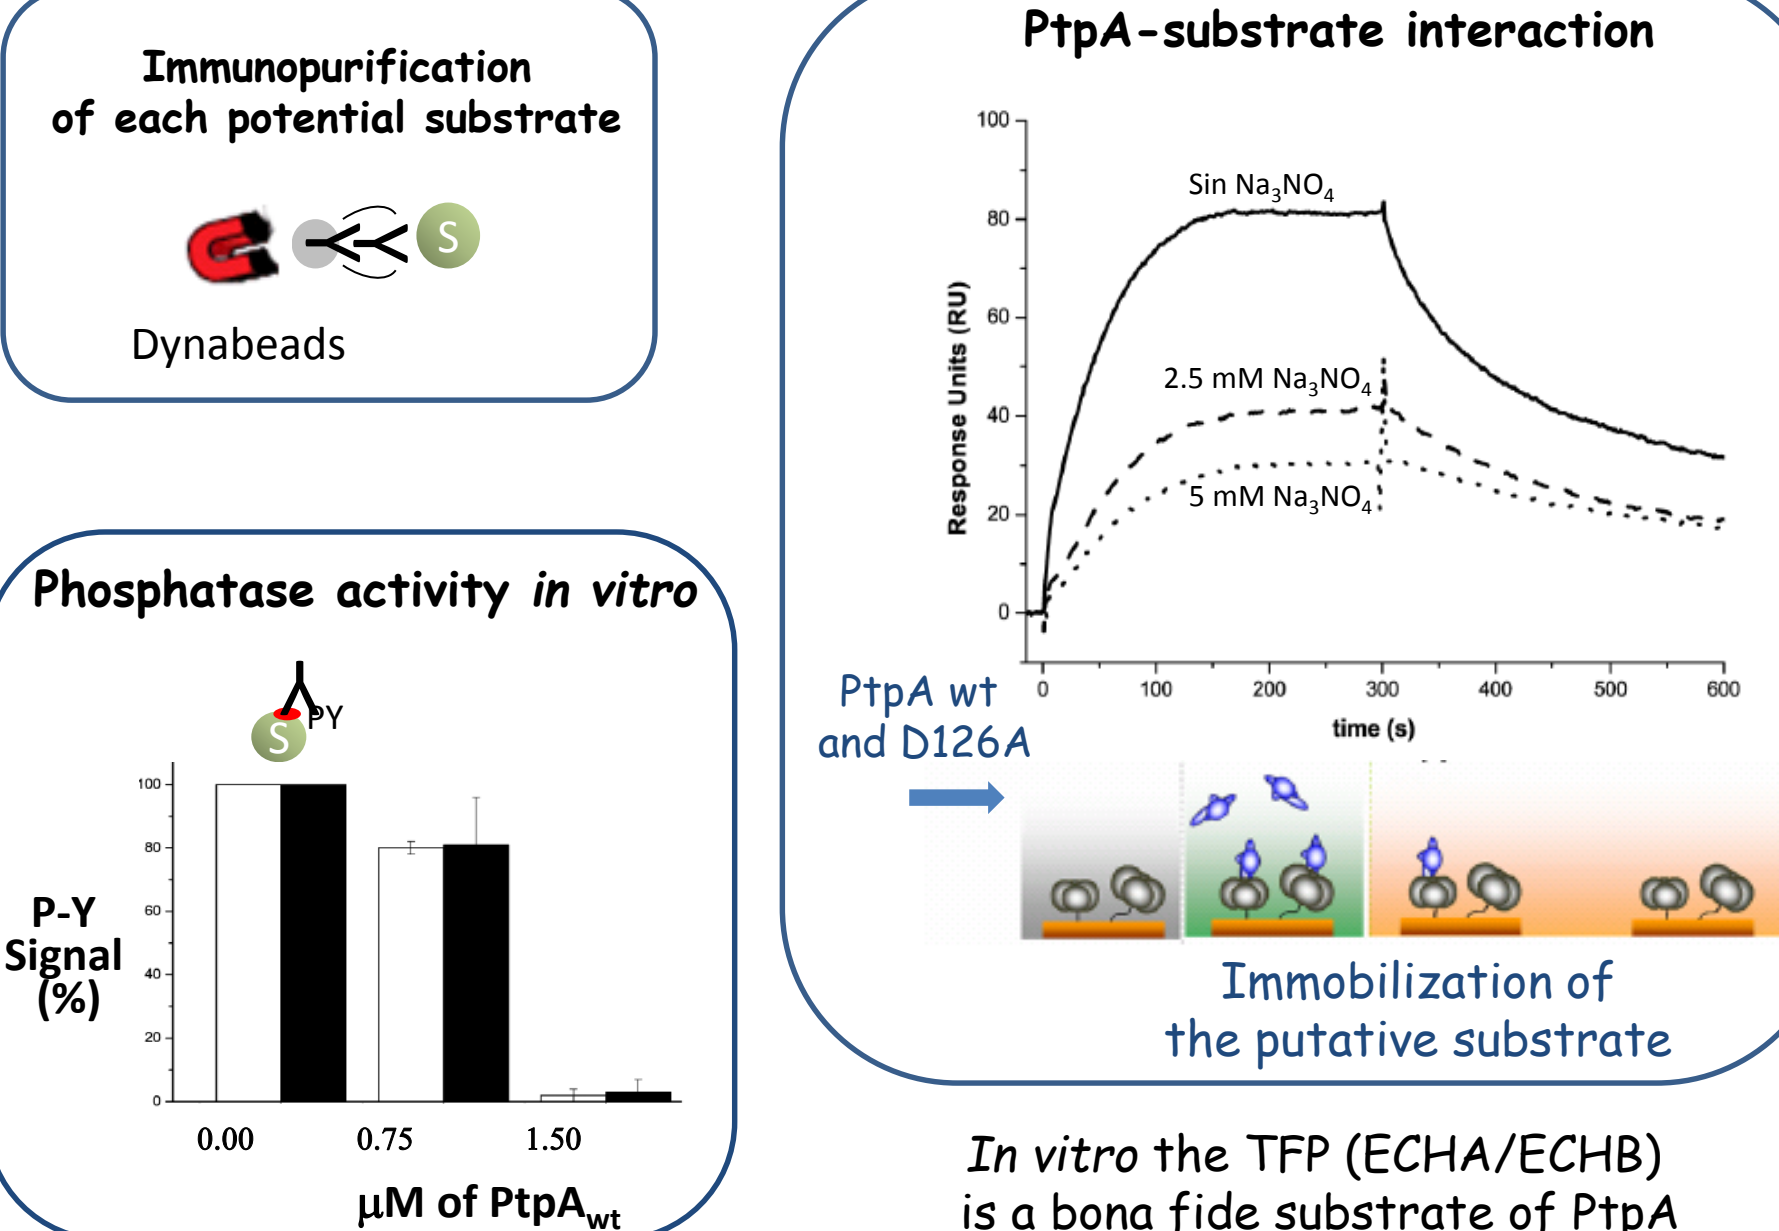 Immunopurification
of each potential substrate
S
Dynabeads
Phosphatase activity in vitro
PY
S
100
80
60
40
20
0
P-Y
Signal
(%)
0.00 0.75 1.50
μM of PtpAwt
PtpA-substrate interaction
100
80
60
40
20
0
Response Units (RU)
Sin Na3NO4
2.5 mM Na3NO4
5 mM Na3NO4
0 100 200 300 400 500 600
time (s)
PtpA wt
and D126A
Immobilization of
the putative substrate
In vitro the TFP (ECHA/ECHB)
is a bona fide substrate of PtpA